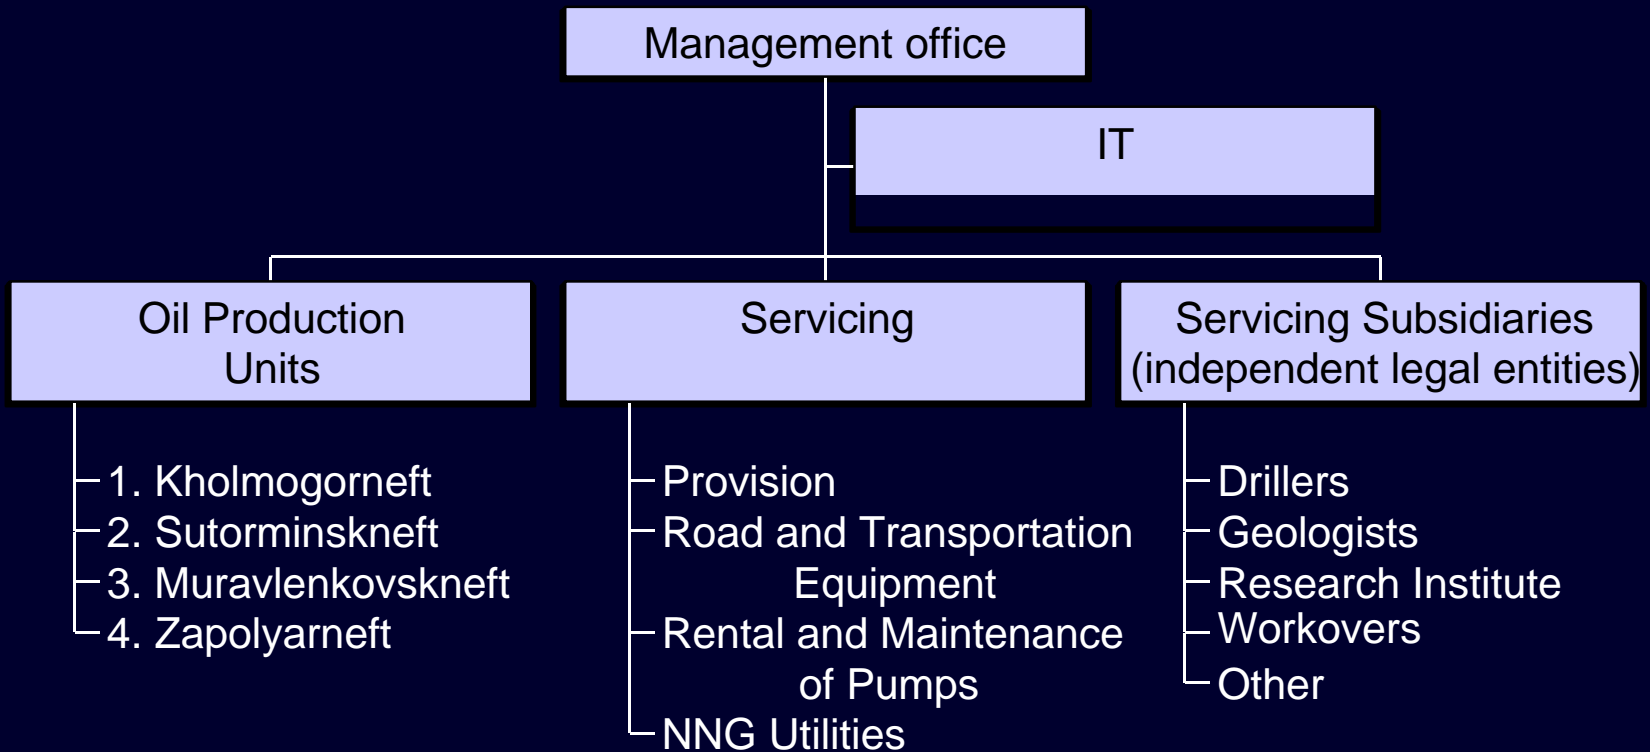 Management office
IT
Oil Production
Units
Servicing
Servicing Subsidiaries
(independent legal entities)
1. Kholmogorneft
2. Sutorminskneft
3. Muravlenkovskneft
4. Zapolyarneft
Provision
Road and Transportation
Equipment
Rental and Maintenance
of Pumps
NNG Utilities
Drillers
Geologists
Research Institute
Workovers
Other